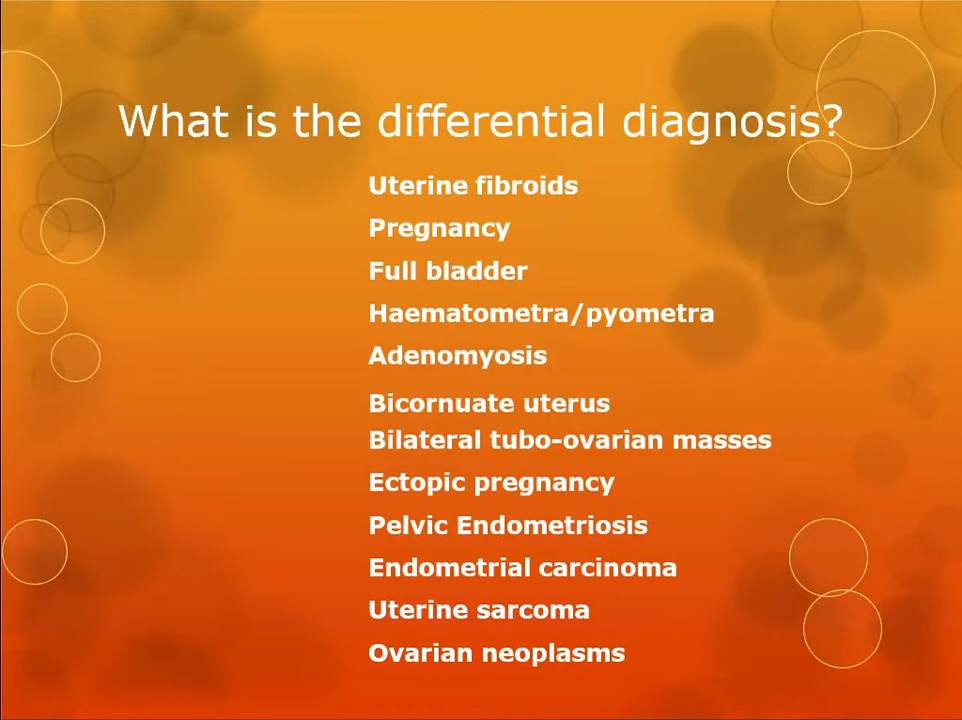 What is the differential diagnosis?
Uterine fibroids
Pregnancy
Full bladder
Haematometra/pyometra
Adenomyosis
Bicornuate uterus
Bilateral tubo-ovarian masses
Ectopic pregnancy
Pelvic Endometriosis
Endometrial carcinoma
Uterine sarcoma
Ovarian neoplasms